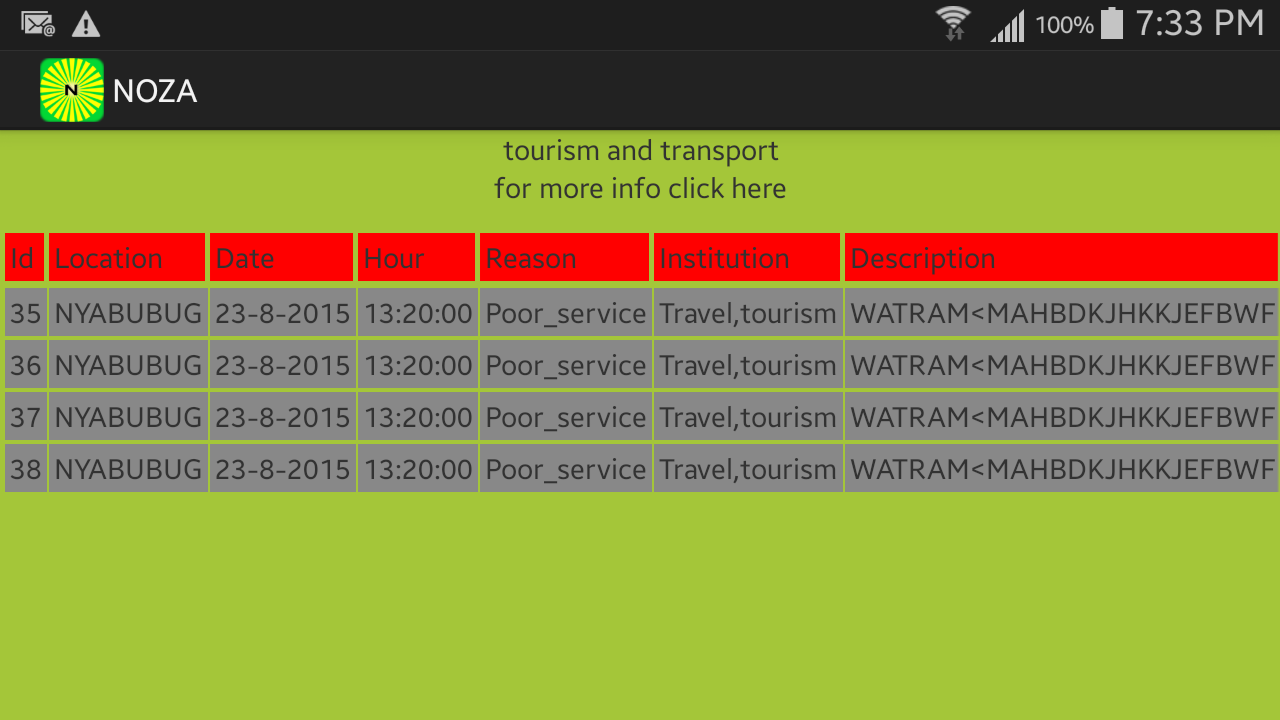 100% 7:33 PM
N NOZA
tourism and transport
for more info click here
Id Location Date Hour Reason Institution Description
35 NYABUBUG 23-8-2015 13:20:00 Poor_service Travel,tourism WATRAM<MAHBDKJHKKJEFBWF
36 NYABUBUG 23-8-2015 13:20:00 Poor_service Travel,tourism WATRAM<MAHBDKJHKKJEFBWF
37 NYABUBUG 23-8-2015 13:20:00 Poor_service Travel,tourism WATRAM<MAHBDKJHKKJEFBWF
38 NYABUBUG 23-8-2015 13:20:00 Poor_service Travel,tourism WATRAM<MAHBDKJHKKJEFBWF